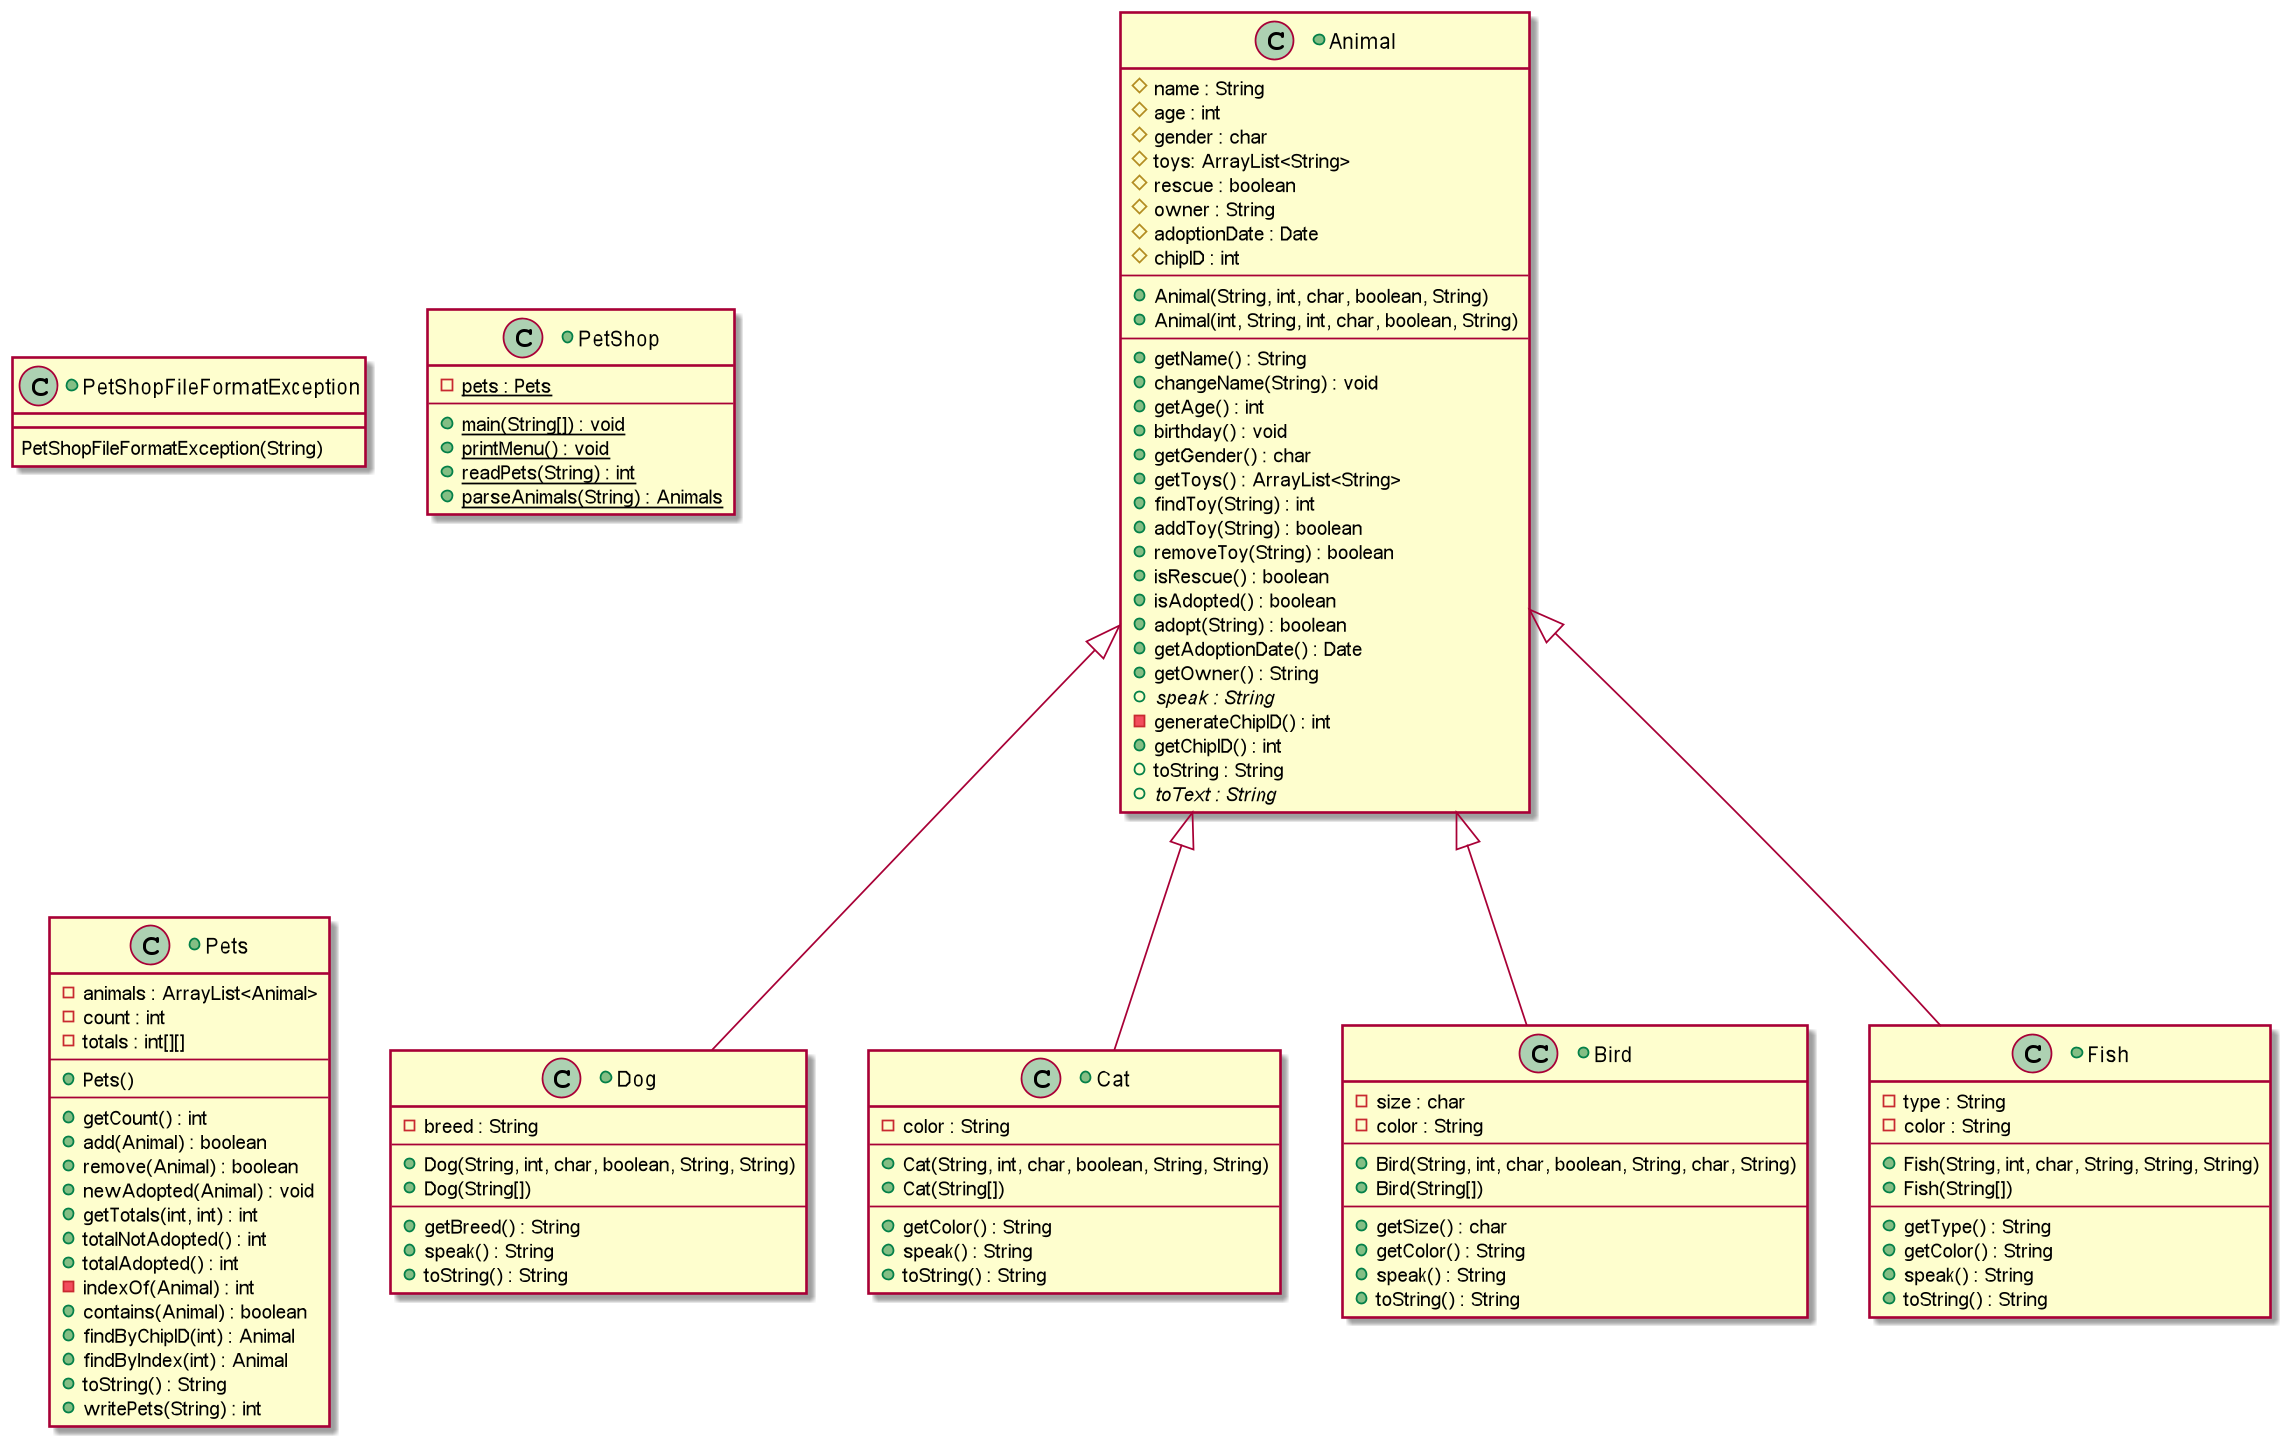 C Animal
name : String
age : int
gender : char
toys: ArrayList<String>
rescue : boolean
owner : String
adoptionDate : Date
chipID : int
Animal(String, int, char, boolean, String)
Animal(int, String, int, char, boolean, String)
getName() : String
changeName(String) : void
getAge() : int
birthday() : void
getGender() : char
getToys() : ArrayList<String>
findToy(String) : int
addToy(String) : boolean
removeToy(String) : boolean
isRescue() : boolean
isAdopted() : boolean
adopt(String) : boolean
getAdoptionDate() : Date
getOwner() : String
speak : String
generateChipID() : int
getChipID() : int
toString : String
toText : String
C PetShopFileFormatException
PetShopFileFormatException(String)
C PetShop
pets : Pets
main(String[]) : void
printMenu() : void
readPets(String) : int
parseAnimals(String) : Animals
C Pets
animals : ArrayList<Animal>
count : int
totals : int[][]
Pets()
getCount() : int
add(Animal) : boolean
remove(Animal) : boolean
newAdopted(Animal) : void
getTotals(int, int) : int
totalNotAdopted() : int
totalAdopted() : int
indexOf(Animal) : int
contains(Animal) : boolean
findByChipID(int) : Animal
findByIndex(int) : Animal
toString() : String
writePets(String) : int
C Dog
breed : String
Dog(String, int, char, boolean, String, String)
Dog(String[])
getBreed() : String
speak() : String
toString() : String
C Cat
color : String
Cat(String, int, char, boolean, String, String)
Cat(String[])
getColor() : String
speak() : String
toString() : String
C Bird
size : char
color : String
Bird(String, int, char, boolean, String, char, String)
Bird(String[])
getSize() : char
getColor() : String
speak() : String
toString() : String
C Fish
type : String
color : String
Fish(String, int, char, String, String, String)
Fish(String[])
getType() : String
getColor() : String
speak() : String
toString() : String